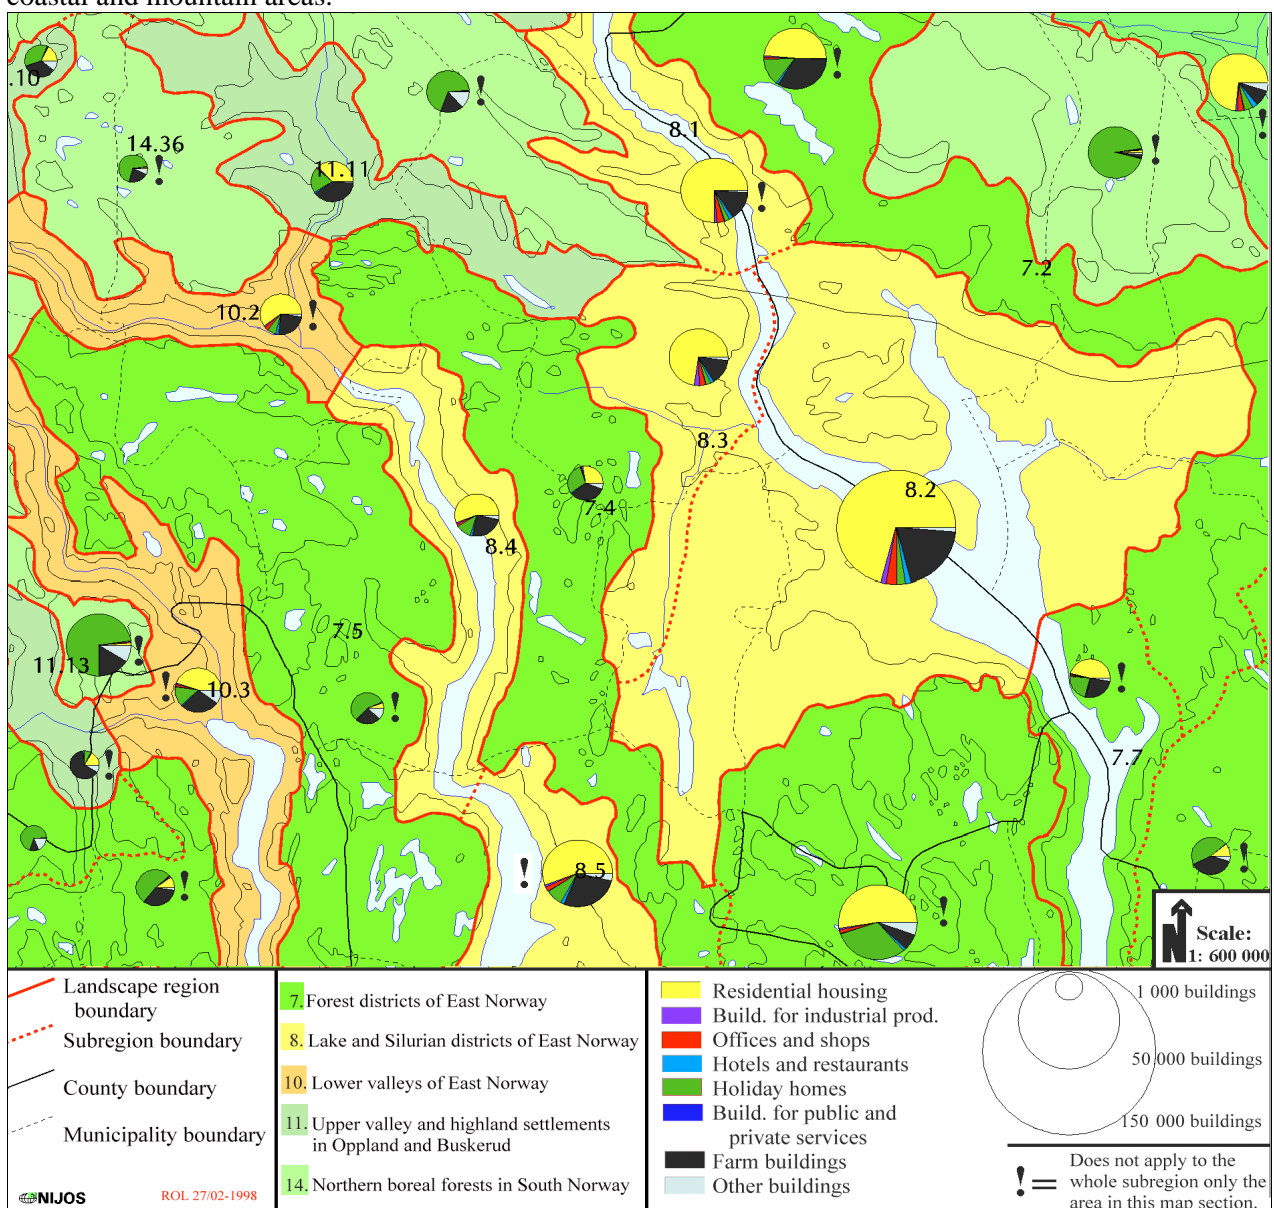 coastal and mountain areas.
.10
14.36
11.11
8.1
7.2
10.2
8.3
8.2
7.4
8.4
7.5
11.13
10.3
7.7
8.5
N
Scale:
1: 600 000
Landscape region
boundary
Subregion boundary
County boundary
Municipality boundary
NIJOS
ROL 27/02-1998
7. Forest districts of East Norway
8. Lake and Silurian districts of East Norway
10. Lower valleys of East Norway
11. Upper valley and highland settlements
in Oppland and Buskerud
14. Northern boreal forests in South Norway
Residential housing
Build. for industrial prod.
Offices and shops
Hotels and restaurants
Holiday homes
Build. for public and
private services
Farm buildings
Other buildings
1 000 buildings
50 000 buildings
150 000 buildings
! = Does not apply to the
whole subregion only the
area in this map section.